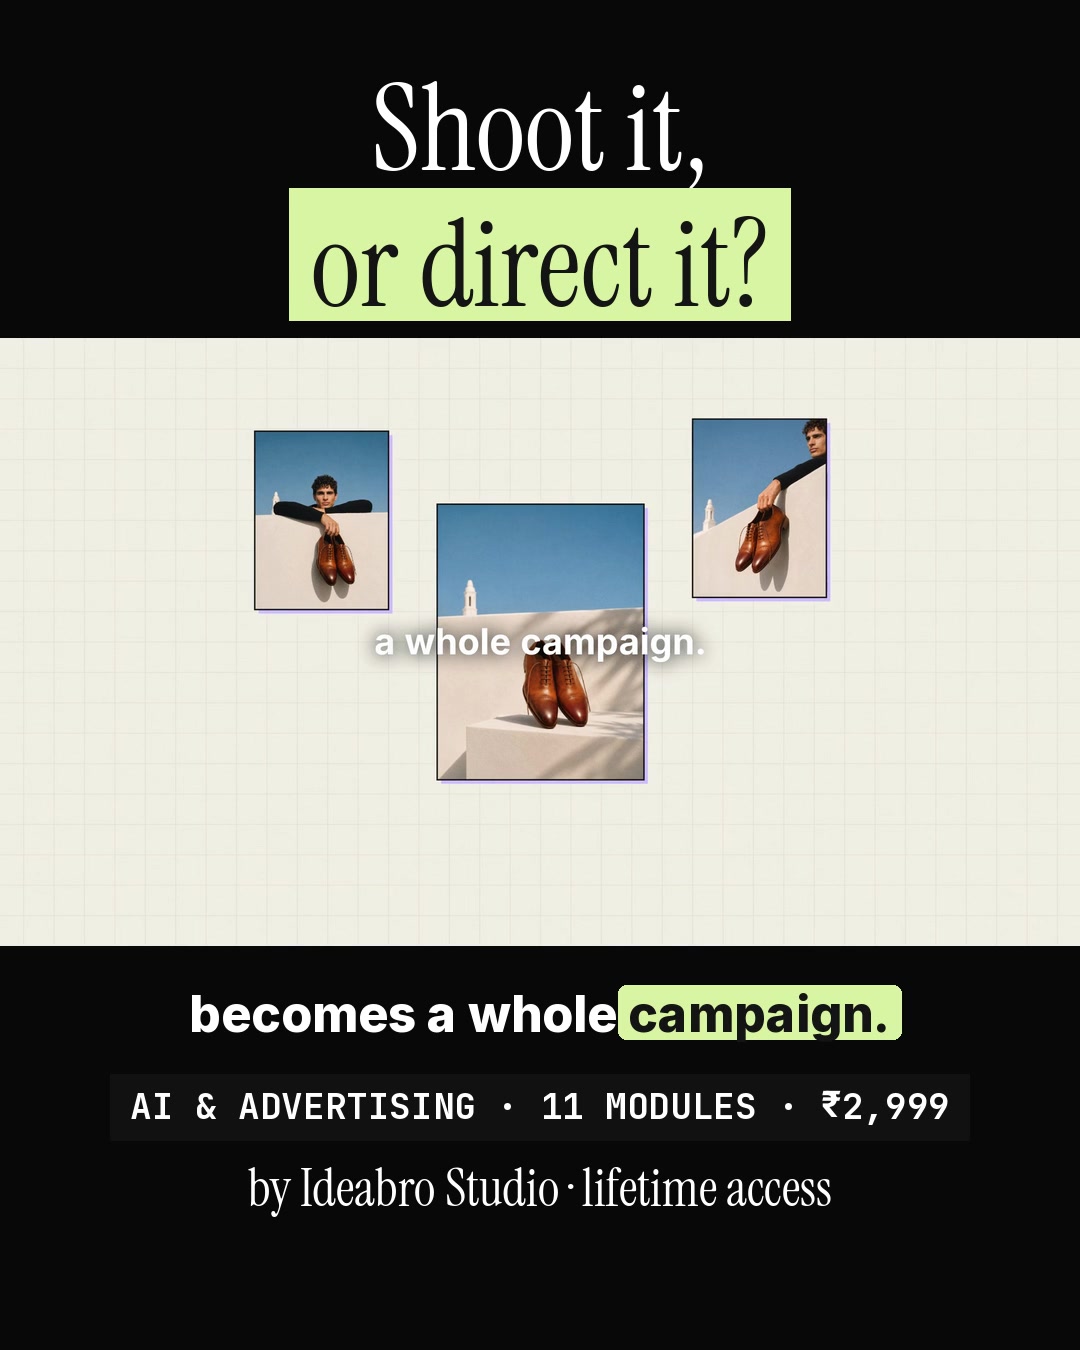 Shoot it,
or direct it?
a whole campaign.
becomes a whole campaign.
AI & ADVERTISING · 11 MODULES · ₹2,999
by Ideabro Studio · lifetime access